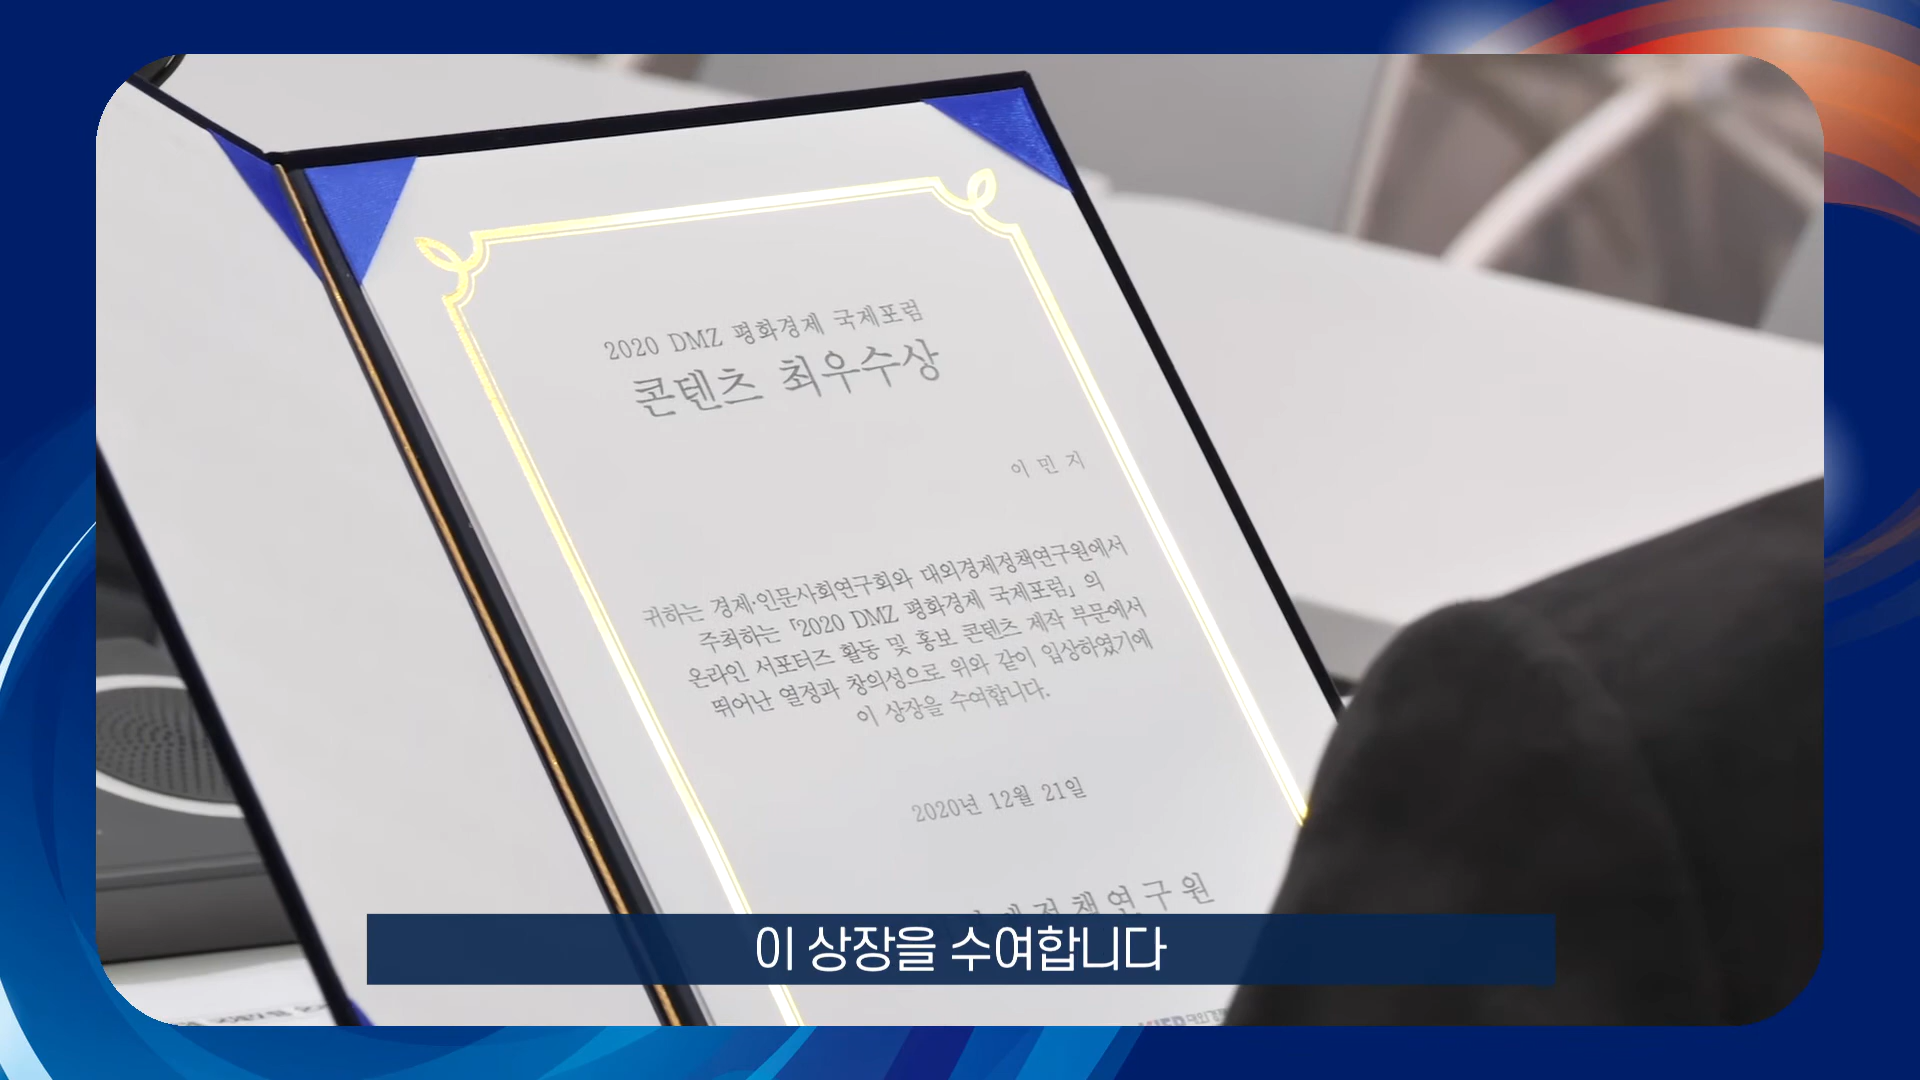 2020 DMZ 평화경제 국제포럼
콘텐츠 최우수상
이 민 지
귀하는 경제·인문사회연구회와 대외경제정책연구원에서
주최하는 「2020 DMZ 평화경제 국제포럼」의
온라인 서포터즈 활동 및 홍보 콘텐츠 제작 부문에서
뛰어난 열정과 창의성으로 위와 같이 입상하였기에
이 상장을 수여합니다.
2020년 12월 21일
정책연구원
이 상장을 수여합니다